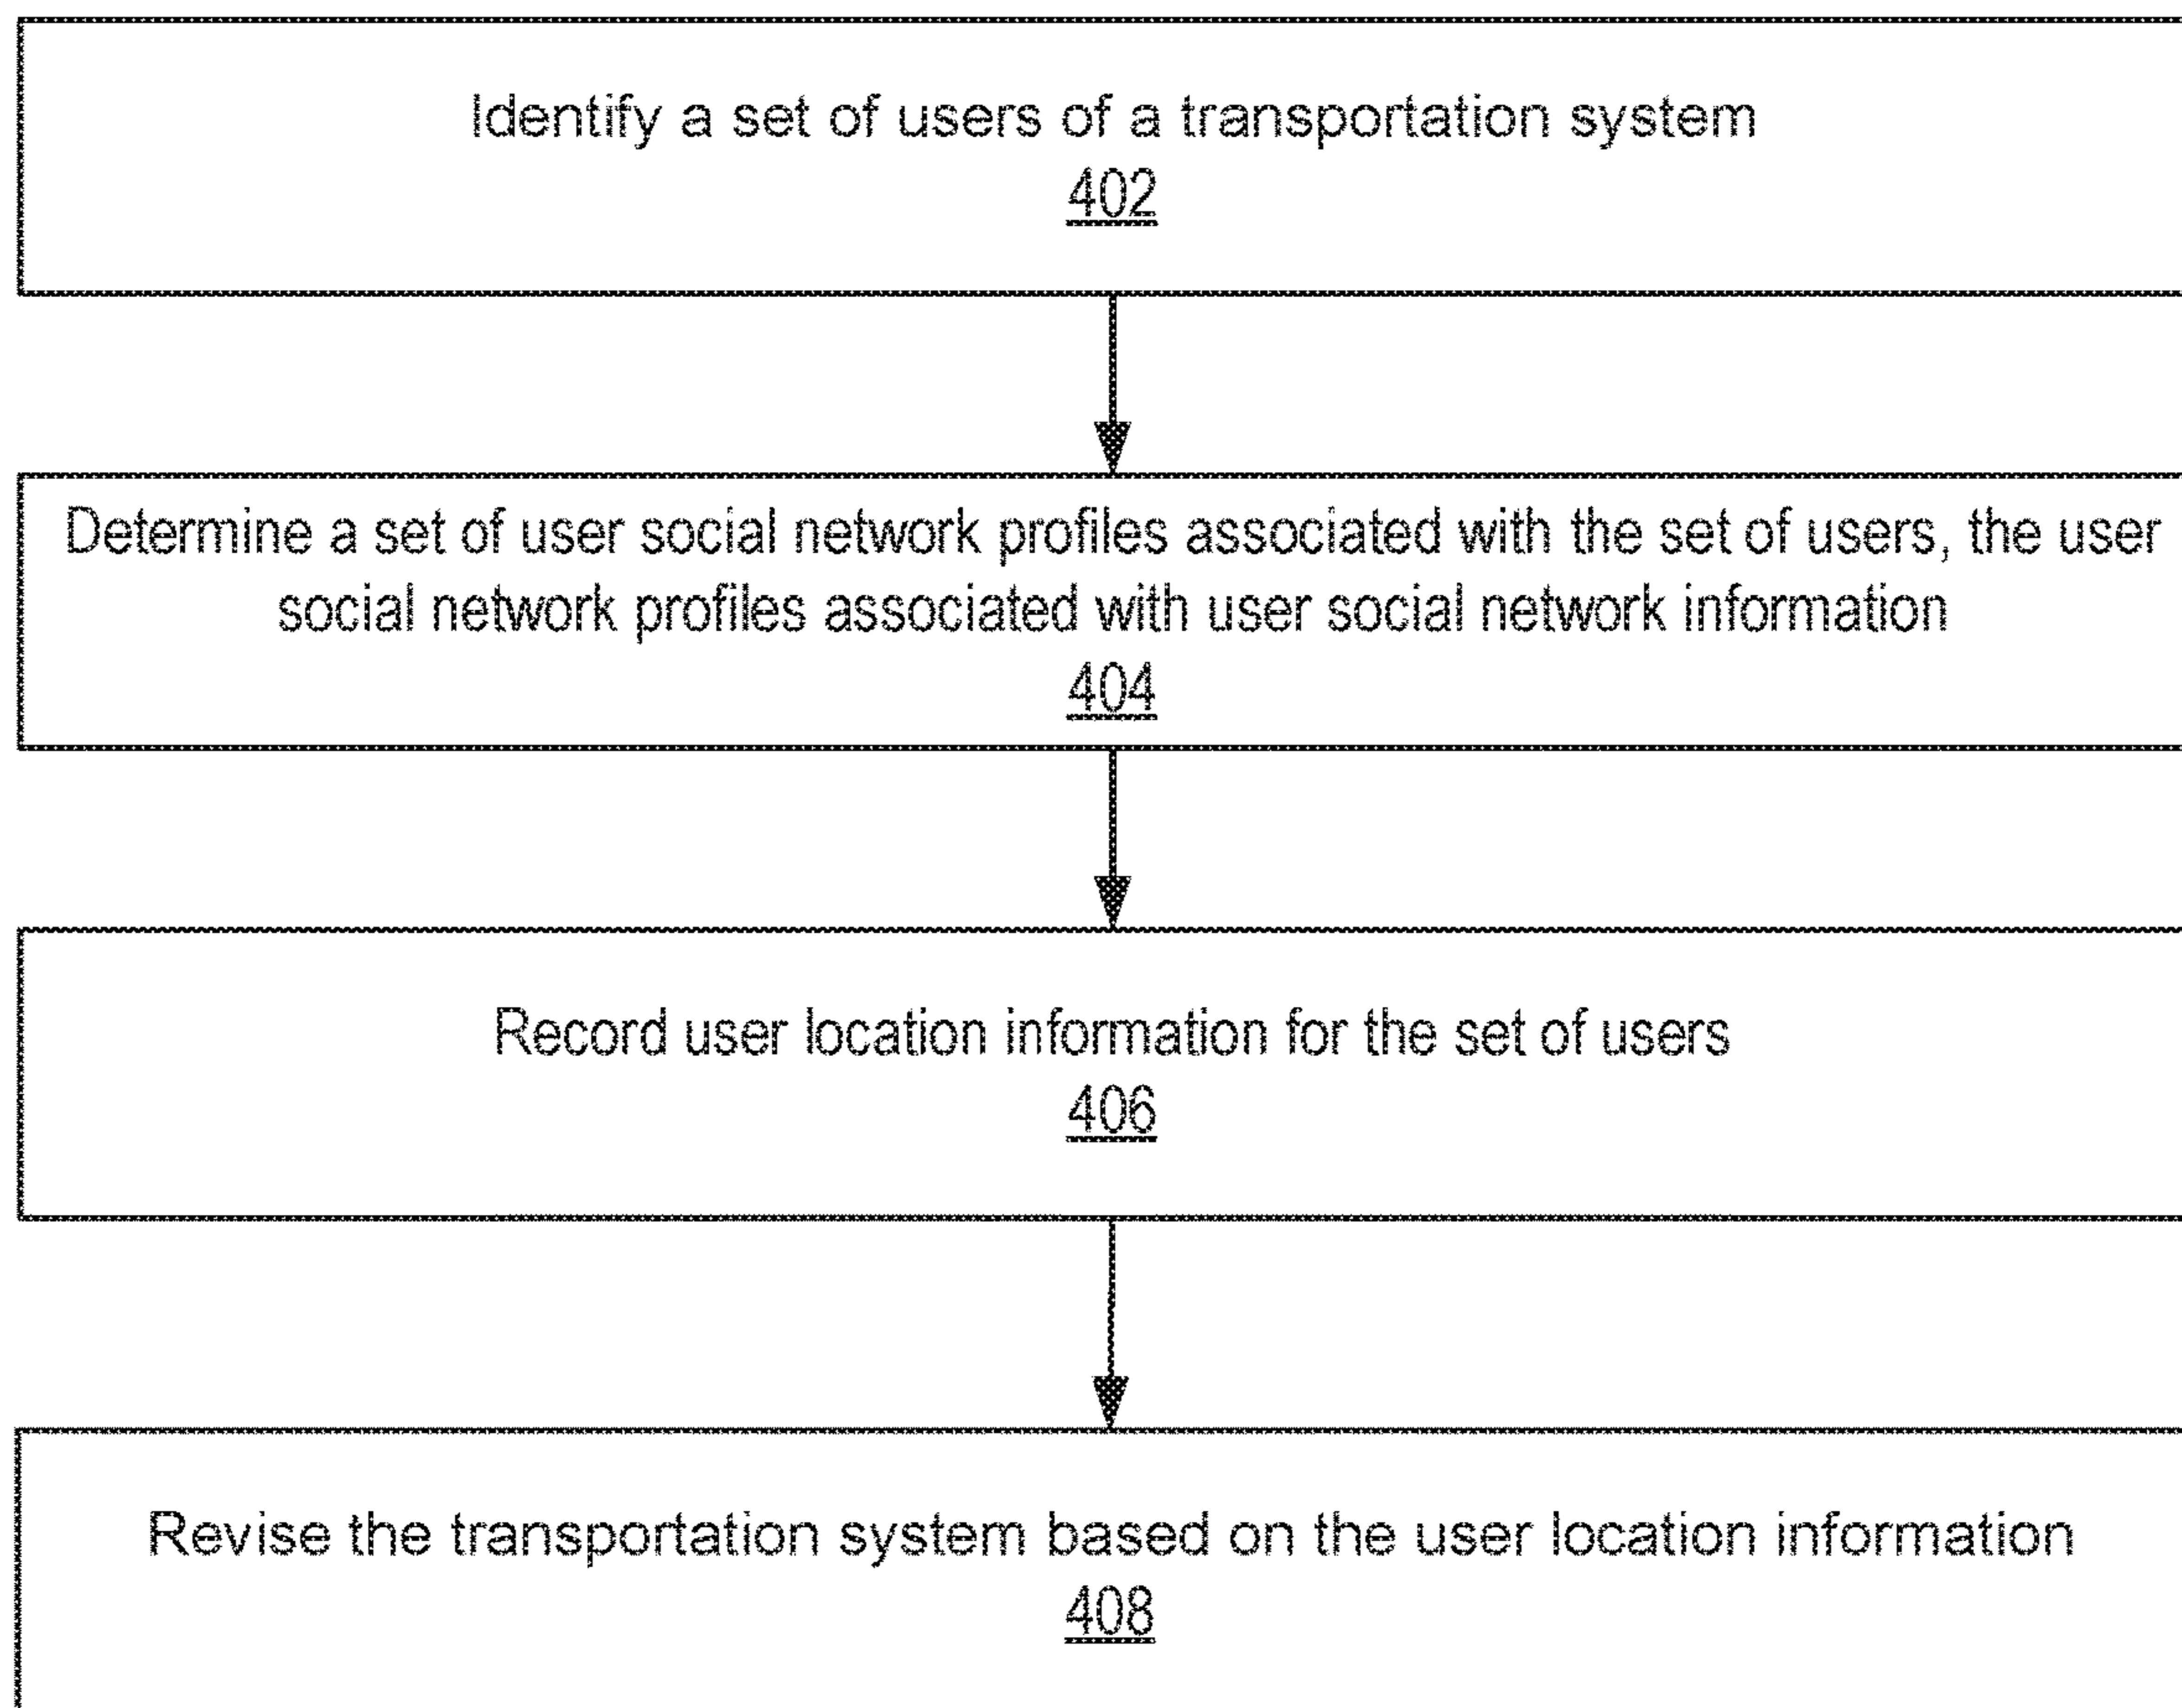 Identify a set of users of a transportation system
402
Determine a set of user social network profiles associated with the set of users, the user
social network profiles associated with user social network information
404
Record user location information for the set of users
406
Revise the transportation system based on the user location information
408